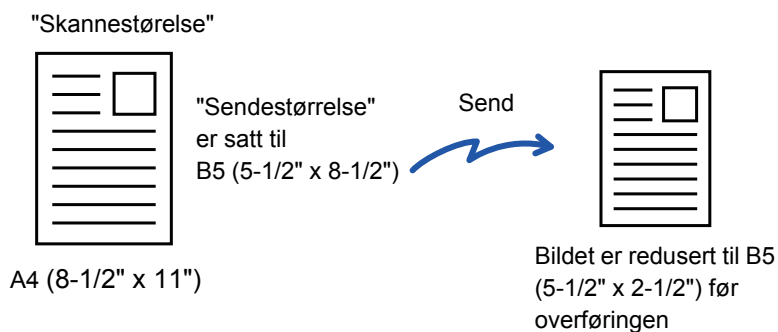 "Skannestørelse"
"Sendestørrelse"
er satt til
B5 (5-1/2" x 8-1/2")
Send
A4 (8-1/2" x 11")
Bildet er redusert til B5
(5-1/2" x 2-1/2") før
overføringen